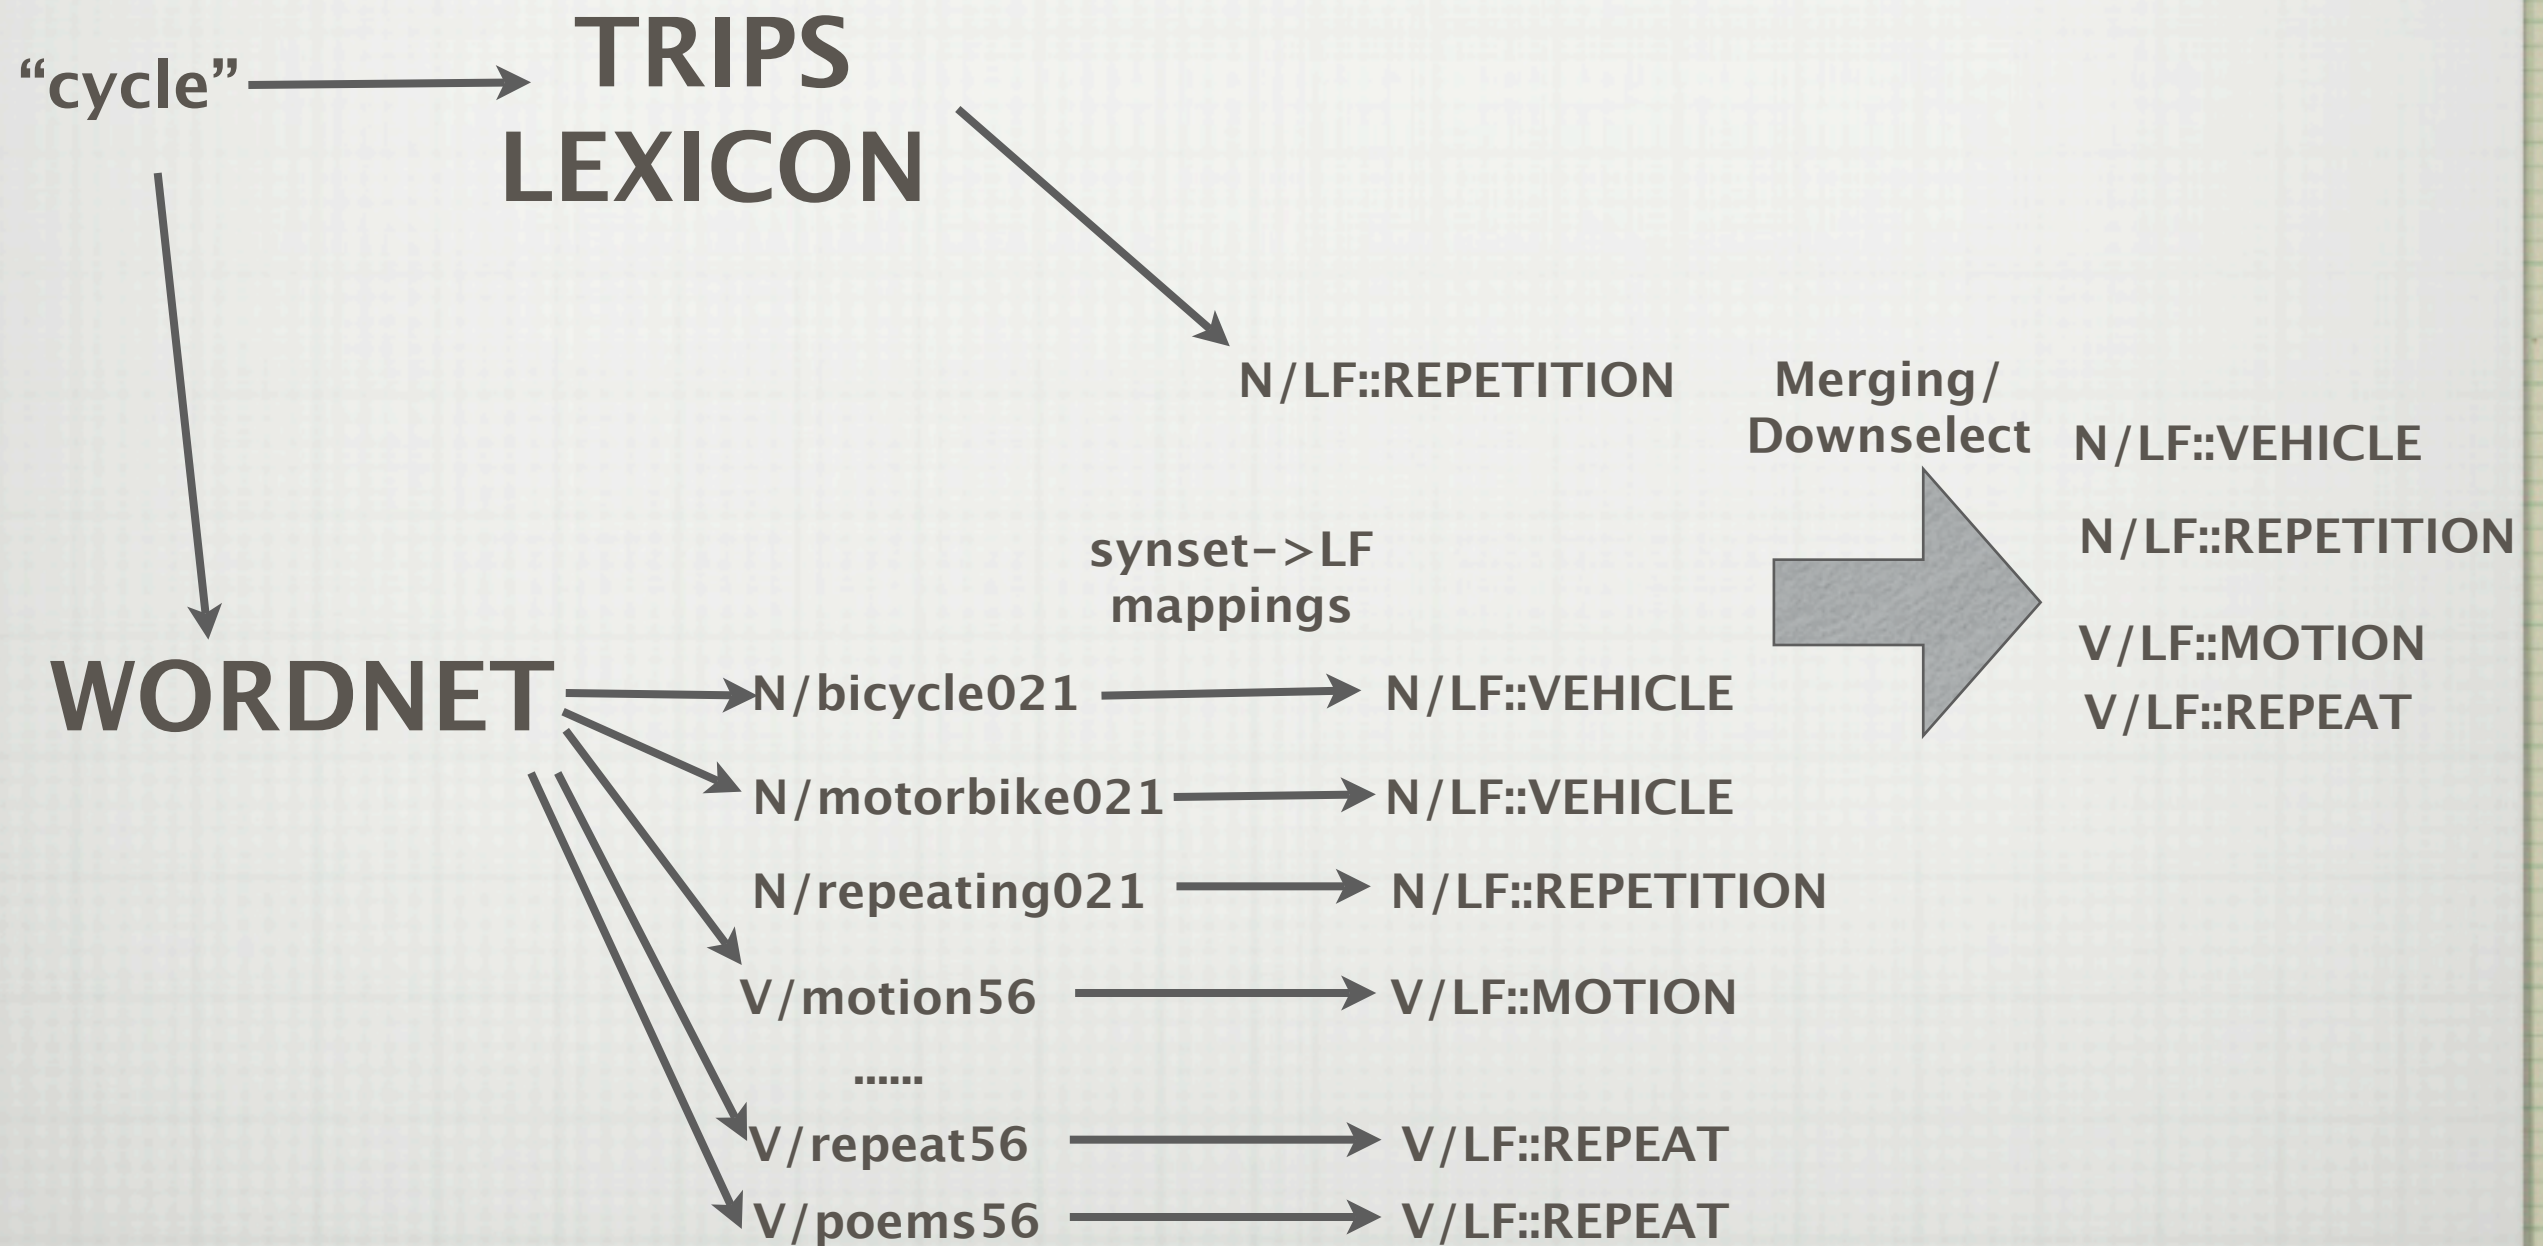 “cycle”
TRIPS
LEXICON
N/LF::REPETITION
Merging/
Downselect
N/LF::VEHICLE
N/LF::REPETITION
V/LF::MOTION
V/LF::REPEAT
synset->LF
mappings
WORDNET
N/bicycle021
N/LF::VEHICLE
N/motorbike021
N/LF::VEHICLE
N/repeating021
N/LF::REPETITION
V/motion56
V/LF::MOTION
......
V/repeat56
V/LF::REPEAT
V/poems56
V/LF::REPEAT